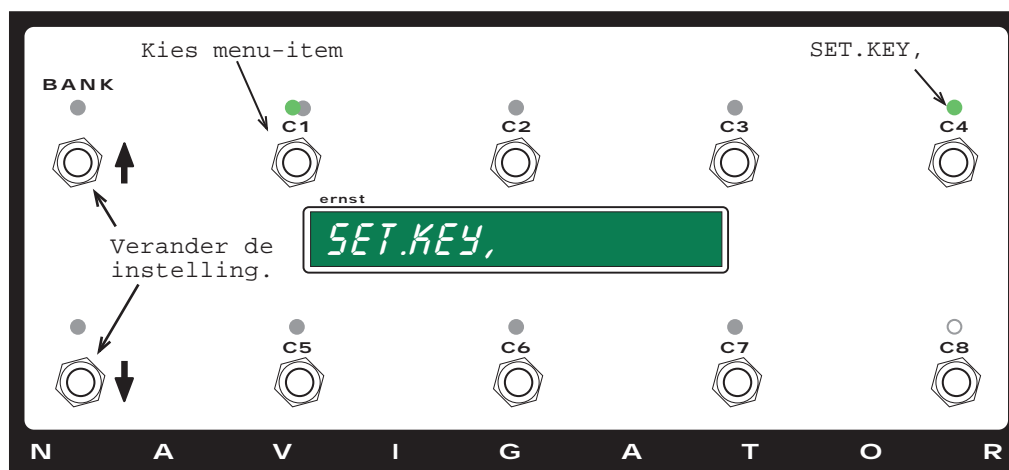 Kies menu-item
SET.KEY,
BANK
C1 C2 C3 C4
ernst
SET.KEY,
Verander de
instelling.
C5 C6 C7 C8
N A V I G A T O R